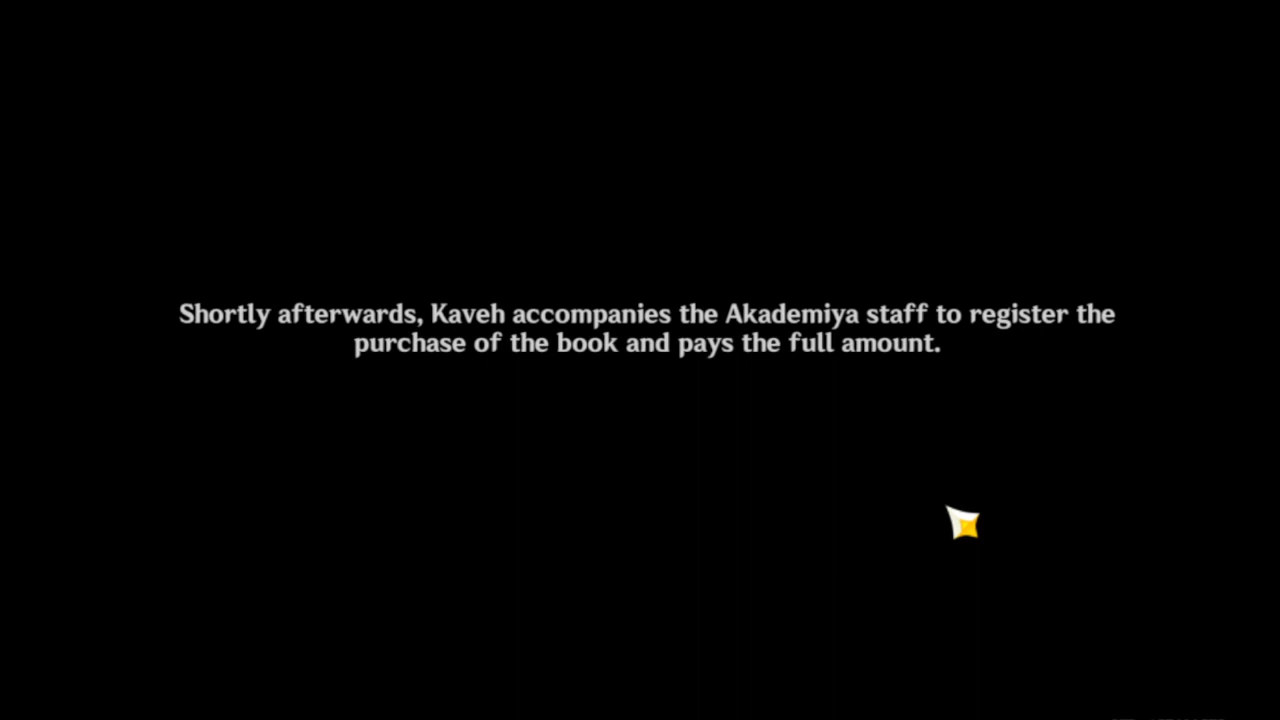 Shortly afterwards, Kaveh accompanies the Akademiya staff to register the
purchase of the book and pays the full amount.